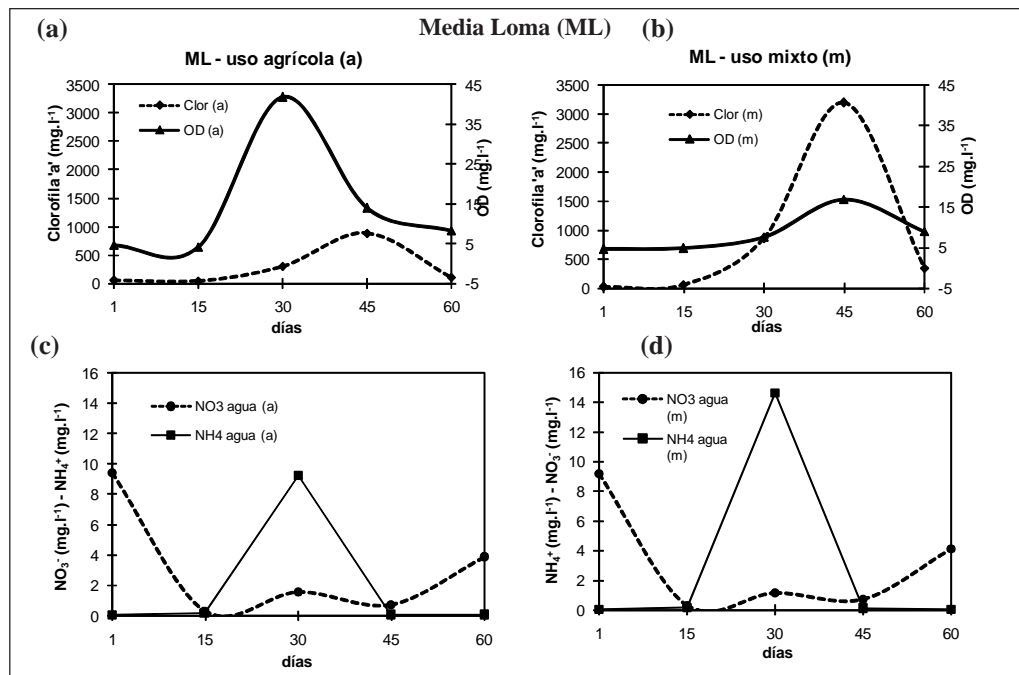 Media Loma (ML)
(a)
ML - uso agrícola (a)
Clorofila 'a' (mg.l⁻¹)
3500
3000
2500
2000
1500
1000
500
0
Clor (a)
OD (a)
45
35
25
15
5
-5
OD (mg.l⁻¹)
1 15 30 45 60
días
(b)
ML - uso mixto (m)
Clorofila 'a' (mg.l⁻¹)
3500
3000
2500
2000
1500
1000
500
0
Clor (m)
OD (m)
45
35
25
15
5
-5
OD (mg.l⁻¹)
1 15 30 45 60
días
(c)
NO₃⁻ (mg.l⁻¹) - NH₄⁺ (mg.l⁻¹)
16
14
12
10
8
6
4
2
0
NO3 agua (a)
NH4 agua (a)
1 15 30 45 60
días
(d)
NH₄⁺ (mg.l⁻¹) - NO₃⁻ (mg.l⁻¹)
16
14
12
10
8
6
4
2
0
NO3 agua
(m)
NH4 agua
(m)
1 15 30 45 60
días